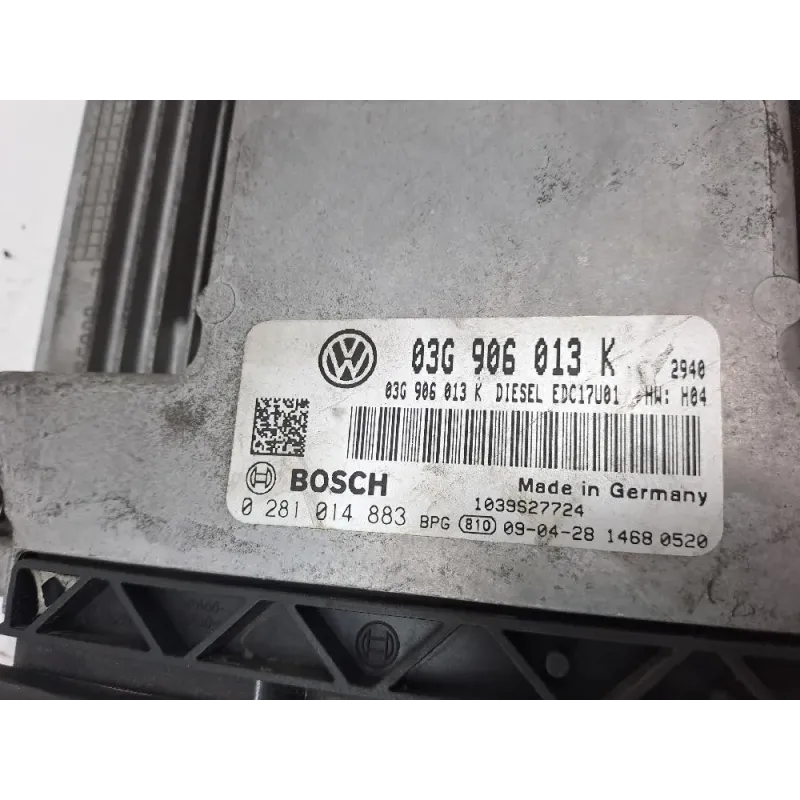 03G 906 013 K 2940
03G 906 013 K DIESEL EDC17U01 HW: H04
BOSCH Made in Germany
1039S27724
0 281 014 883 BPG 810 09-04-28 1468 0520